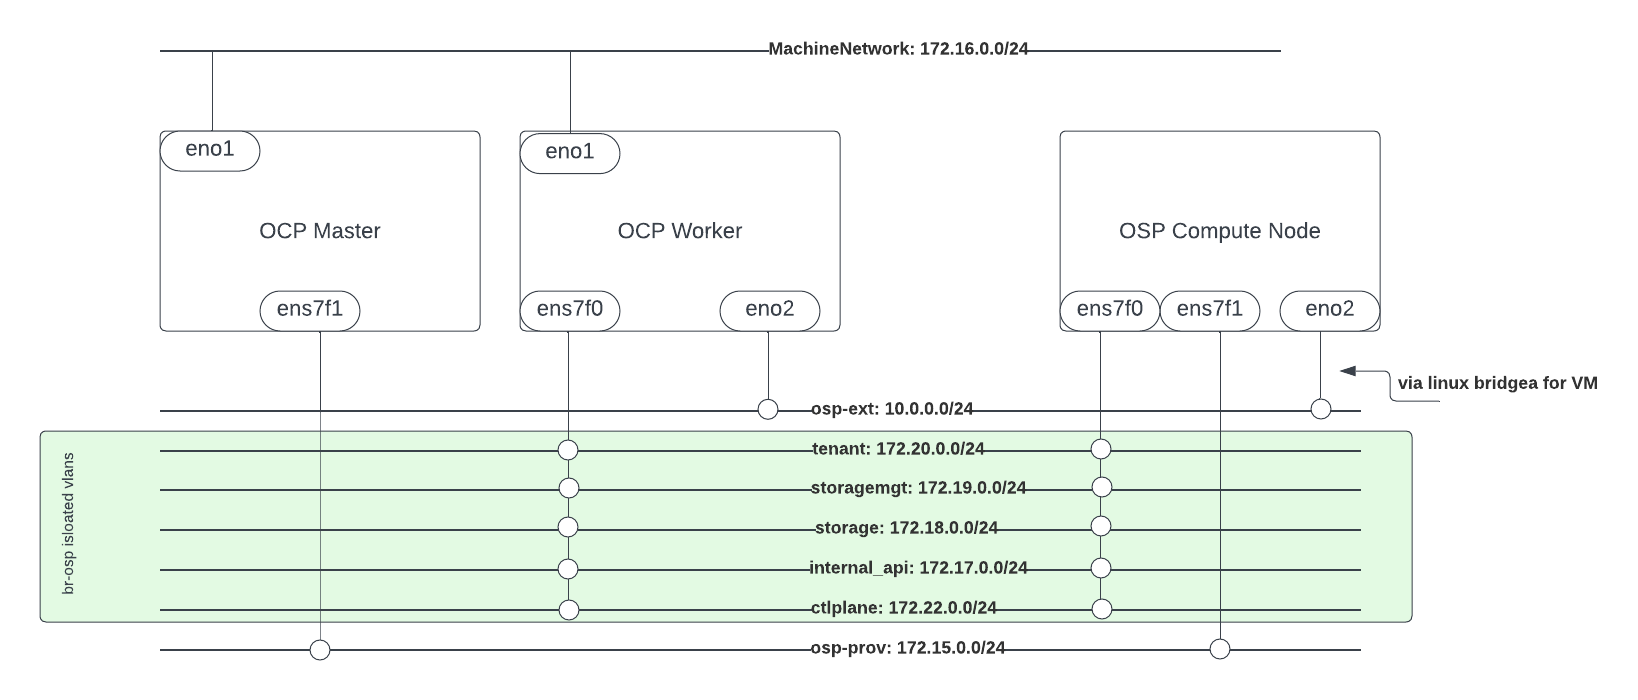 MachineNetwork: 172.16.0.0/24
eno1
eno1
OCP Master
OCP Worker
OSP Compute Node
ens7f1
ens7f0
eno2
ens7f0
ens7f1
eno2
via linux bridgea for VM
osp-ext: 10.0.0.0/24
br-osp isloated vlans
tenant: 172.20.0.0/24
storagemgt: 172.19.0.0/24
storage: 172.18.0.0/24
internal_api: 172.17.0.0/24
ctlplane: 172.22.0.0/24
osp-prov: 172.15.0.0/24